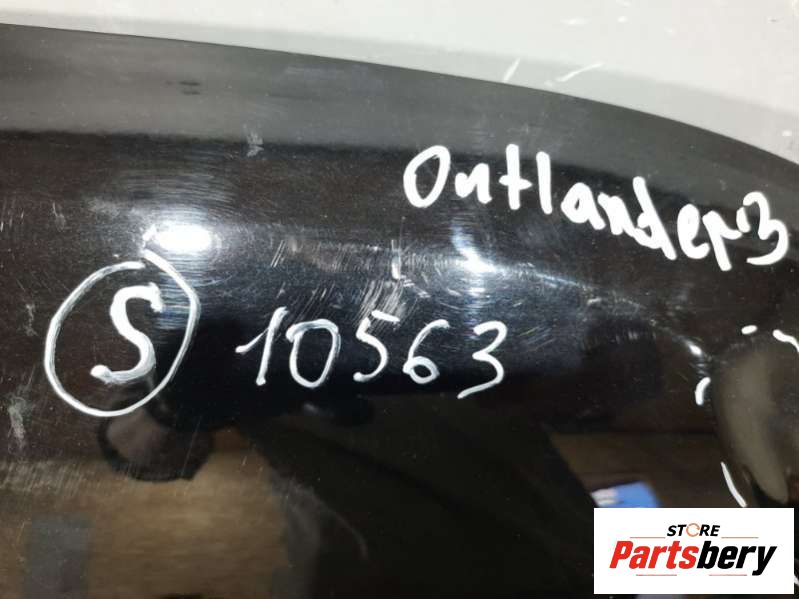 Outlander3
S 10563
STORE
Partsbery